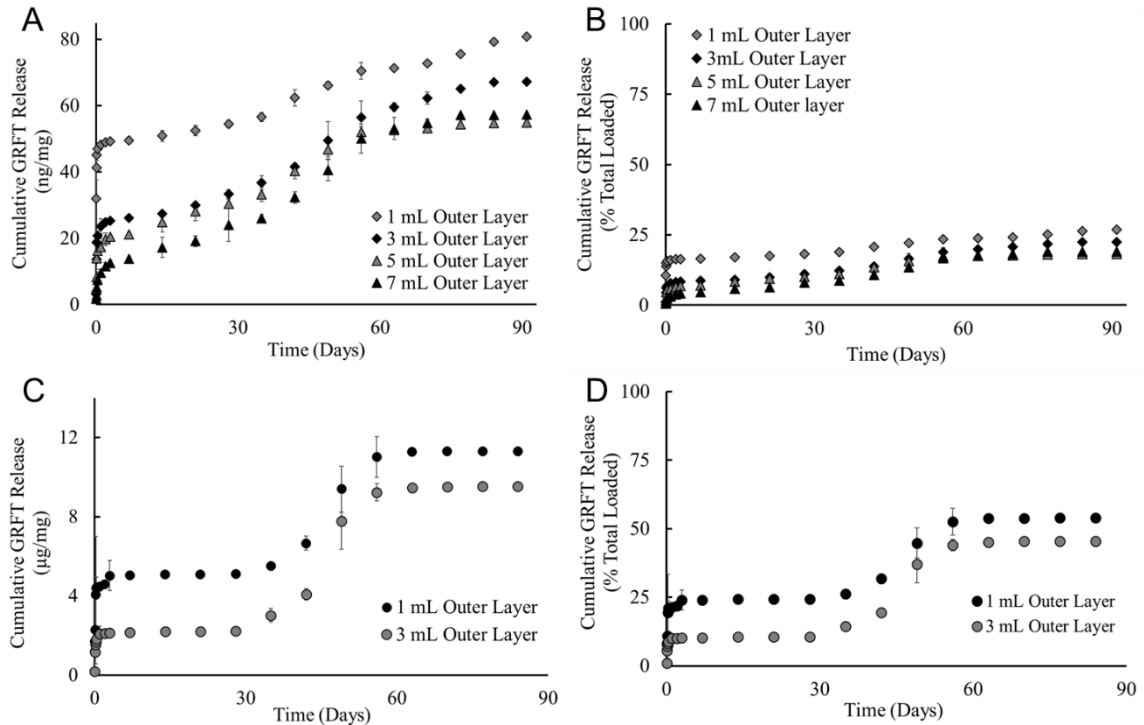 A
Cumulative GRFT Release
(ng/mg)
80
60
40
20
0
0
30
60
90
Time (Days)
1 mL Outer Layer
3 mL Outer Layer
5 mL Outer Layer
7 mL Outer Layer
B
Cumulative GRFT Release
(% Total Loaded)
100
75
50
25
0
0
30
60
90
Time (Days)
1 mL Outer Layer
3mL Outer Layer
5 mL Outer Layer
7 mL Outer layer
C
Cumulative GRFT Release
(µg/mg)
12
8
4
0
0
30
60
90
Time (Days)
1 mL Outer Layer
3 mL Outer Layer
D
Cumulative GRFT Release
(% Total Loaded)
100
75
50
25
0
0
30
60
90
Time (Days)
1 mL Outer Layer
3 mL Outer Layer